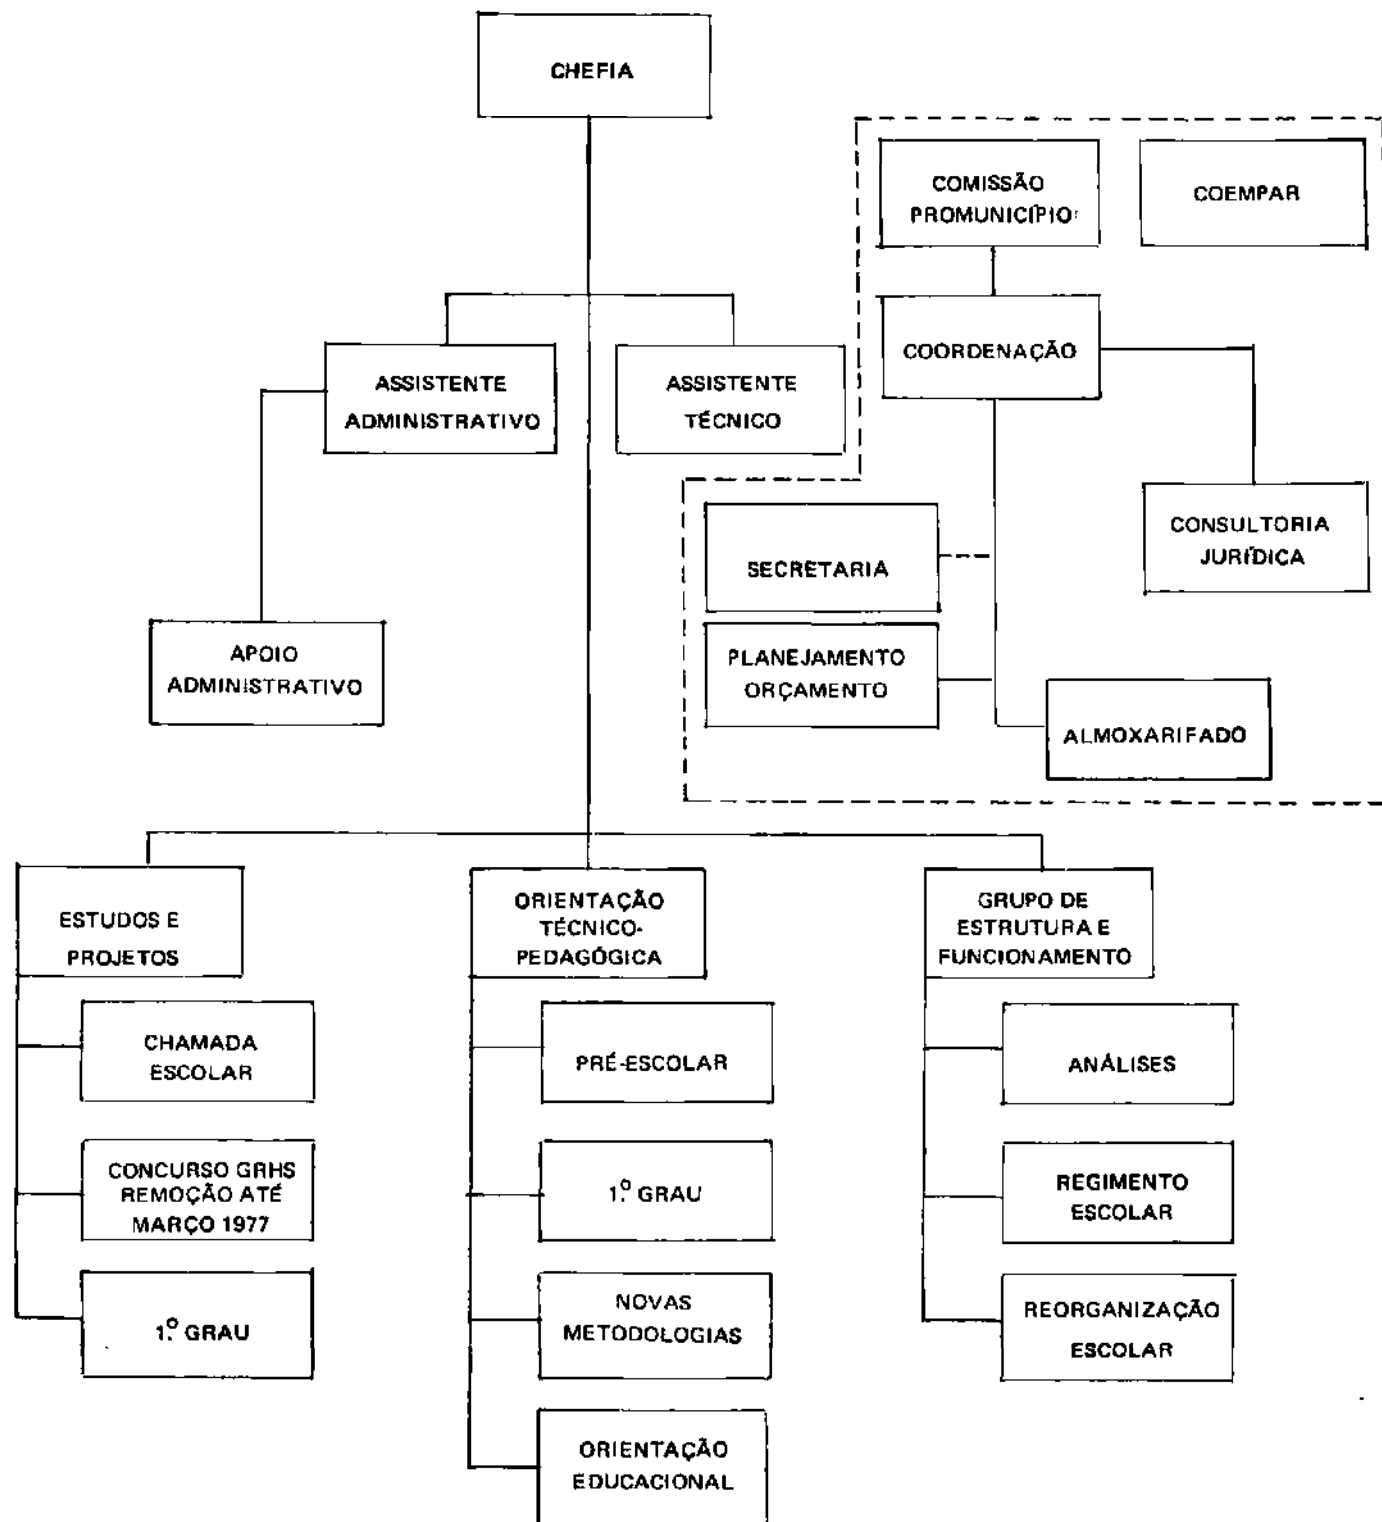 CHEFIA
COMISSÃO
PROMUNICÍPIO
COEMPAR
COORDENAÇÃO
ASSISTENTE
ADMINISTRATIVO
ASSISTENTE
TÉCNICO
CONSULTORIA
JURÍDICA
SECRETARIA
APOIO
ADMINISTRATIVO
PLANEJAMENTO
ORÇAMENTO
ALMOXARIFADO
ESTUDOS E
PROJETOS
ORIENTAÇÃO
TÉCNICO-
PEDAGÓGICA
GRUPO DE
ESTRUTURA E
FUNCIONAMENTO
CHAMADA
ESCOLAR
PRÉ-ESCOLAR
ANÁLISES
CONCURSO GRHS
REMOÇÃO ATÉ
MARÇO 1977
1.º GRAU
REGIMENTO
ESCOLAR
1.º GRAU
NOVAS
METODOLOGIAS
REORGANIZAÇÃO
ESCOLAR
ORIENTAÇÃO
EDUCACIONAL